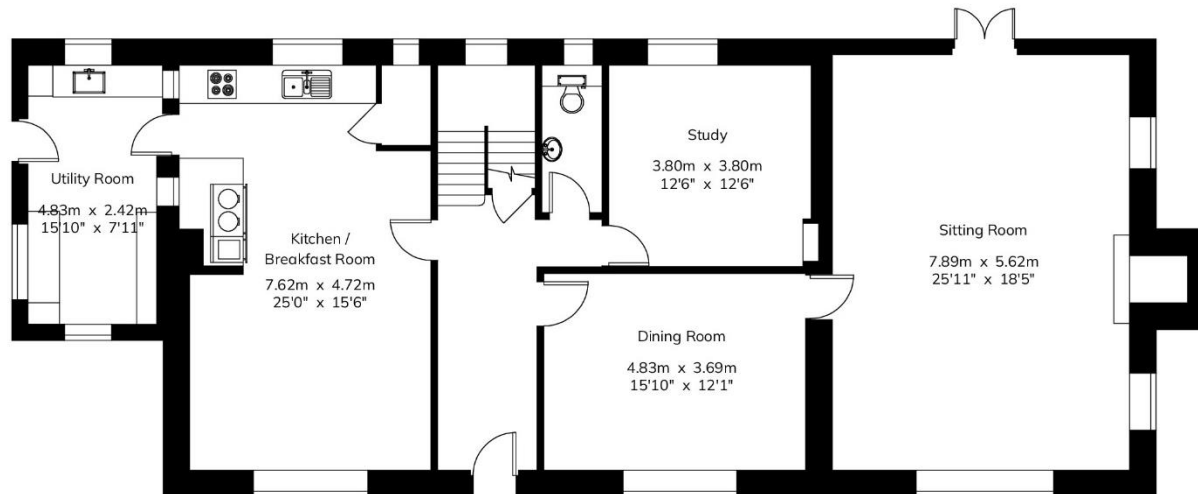 Utility Room
4.83m x 2.42m
15'10" x 7'11"
Kitchen /
Breakfast Room
7.62m x 4.72m
25'0" x 15'6"
Study
3.80m x 3.80m
12'6" x 12'6"
Dining Room
4.83m x 3.69m
15'10" x 12'1"
Sitting Room
7.89m x 5.62m
25'11" x 18'5"